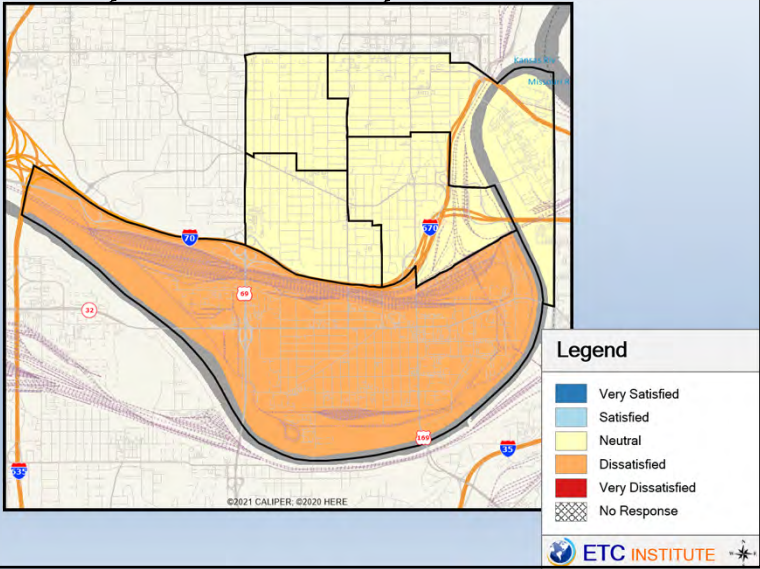 Kansas Riv
Missouri R
70
670
69
32
169
35
635
©2021 CALIPER; ©2020 HERE
Legend
Very Satisfied
Satisfied
Neutral
Dissatisfied
Very Dissatisfied
No Response
ETC INSTITUTE